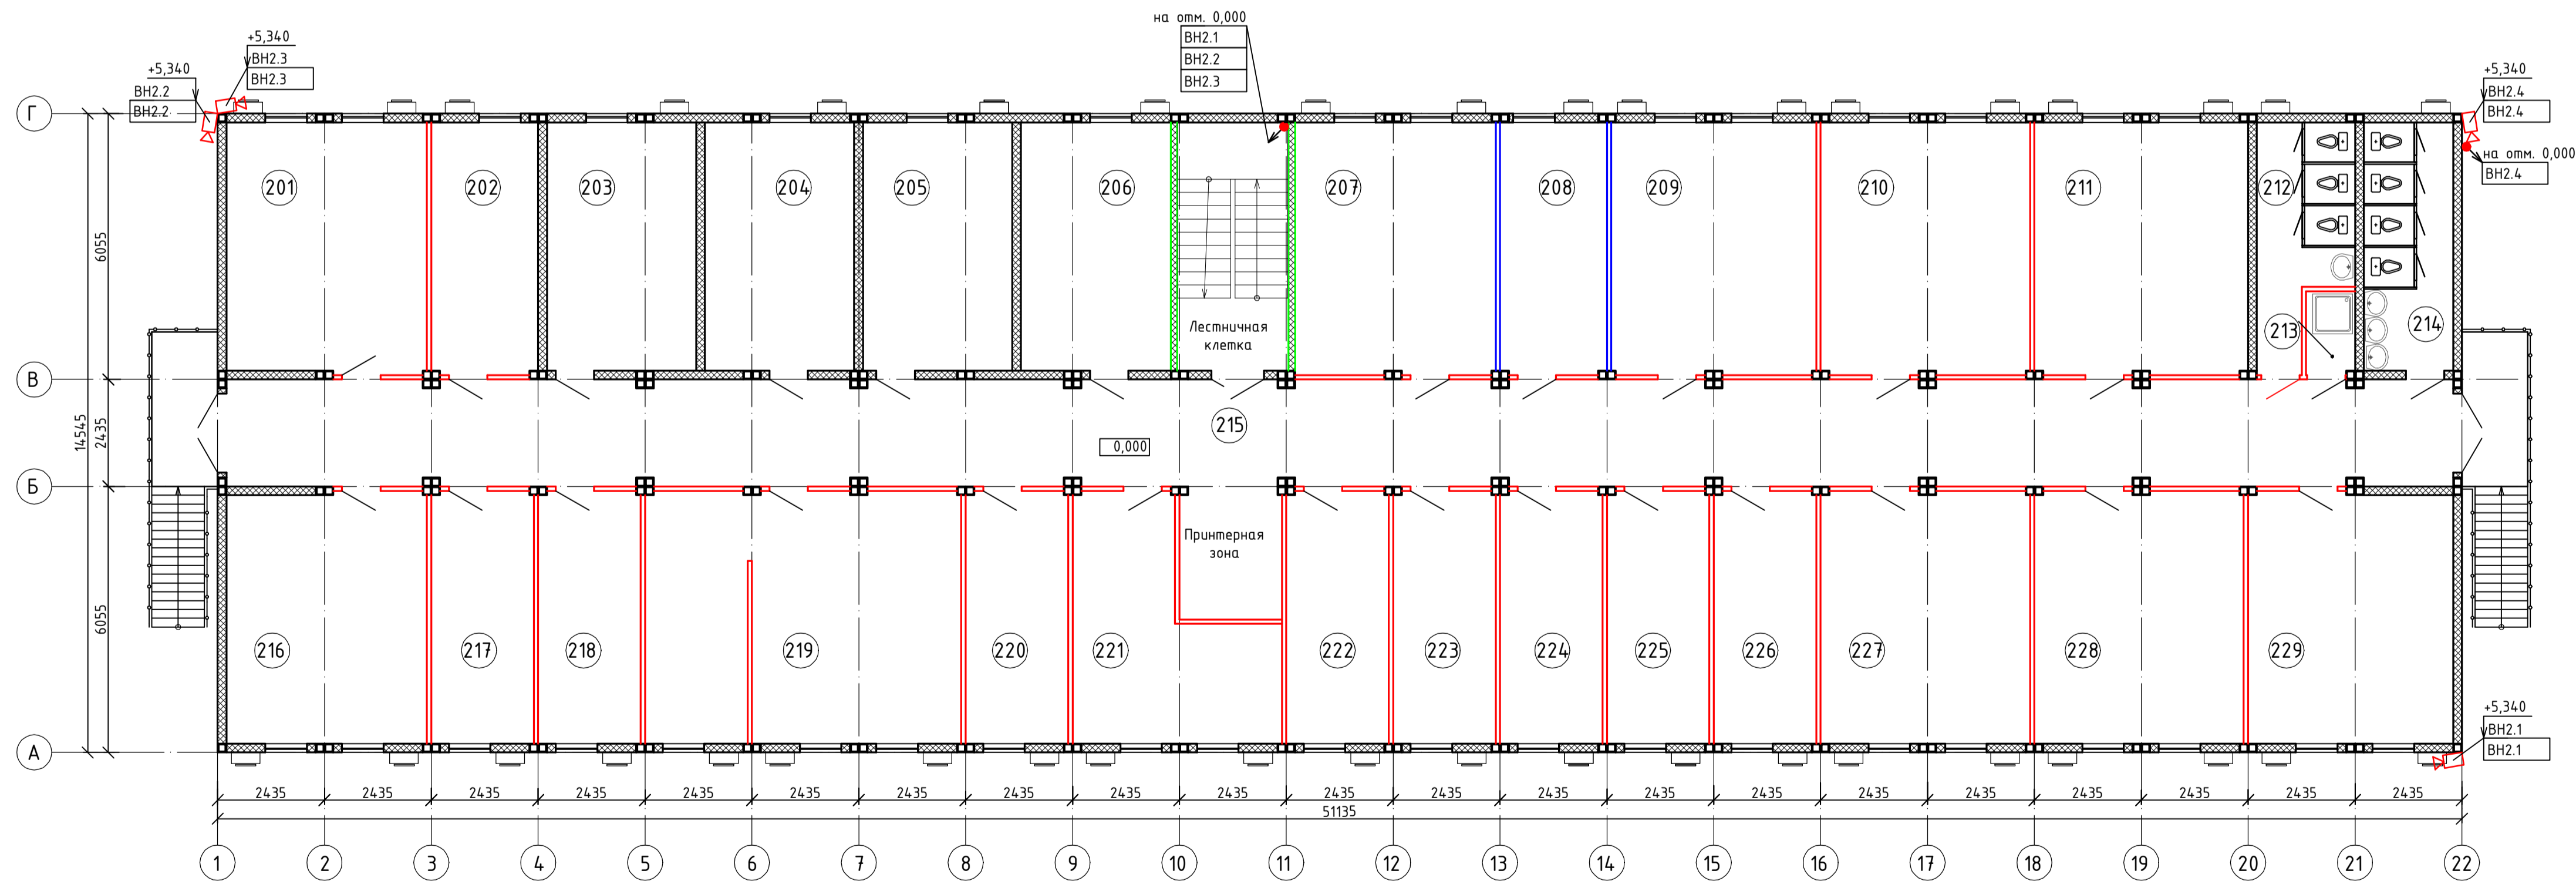 на отм. 0,000
ВН2.1
ВН2.2
ВН2.3
+5,340
ВН2.3
ВН2.3
+5,340
ВН2.2
ВН2.2
+5,340
ВН2.4
ВН2.4
на отм. 0,000
ВН2.4
Г
201
202
203
204
205
206
207
208
209
210
211
212
6055
Лестничная
клетка
213
214
В
14545
2435
215
0,000
Б
Принтерная
зона
6055
216
217
218
219
220
221
222
223
224
225
226
227
228
229
+5,340
ВН2.1
ВН2.1
А
2435 2435 2435 2435 2435 2435 2435 2435 2435 2435 2435 2435 2435 2435 2435 2435 2435 2435 2435 2435 2435
51135
1 2 3 4 5 6 7 8 9 10 11 12 13 14 15 16 17 18 19 20 21 22